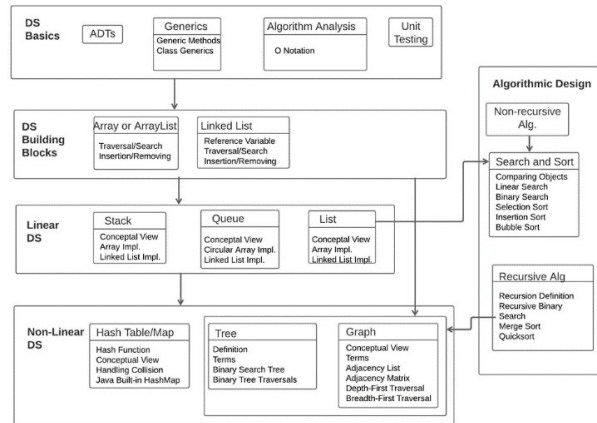 DS
Basics
ADTs
Generics
Generic Methods
Class Generics
Algorithm Analysis
O Notation
Unit
Testing
DS
Building
Blocks
Array or ArrayList
Traversal/Search
Insertion/Removing
Linked List
Reference Variable
Traversal/Search
Insertion/Removing
Linear
DS
Stack
Conceptal View
Array Impl.
Linked List Impl.
Queue
Conceptal View
Circular Array Impl.
Linked List Impl.
List
Conceptal View
Array Impl.
Linked List Impl.
Non-Linear
DS
Hash Table/Map
Hash Function
Conceptual View
Handling Collision
Java Built-in HashMap
Tree
Definition
Terms
Binary Search Tree
Binary Tree Traversals
Graph
Conceptual View
Terms
Adjacency List
Adjacency Matrix
Depth-First Traversal
Breadth-First Traversal
Algorithmic Design
Non-recursive
Alg.
Search and Sort
Comparing Objects
Linear Search
Binary Search
Selection Sort
Insertion Sort
Bubble Sort
Recursive Alg
Recursion Definition
Recursive Binary
Search
Merge Sort
Quicksort